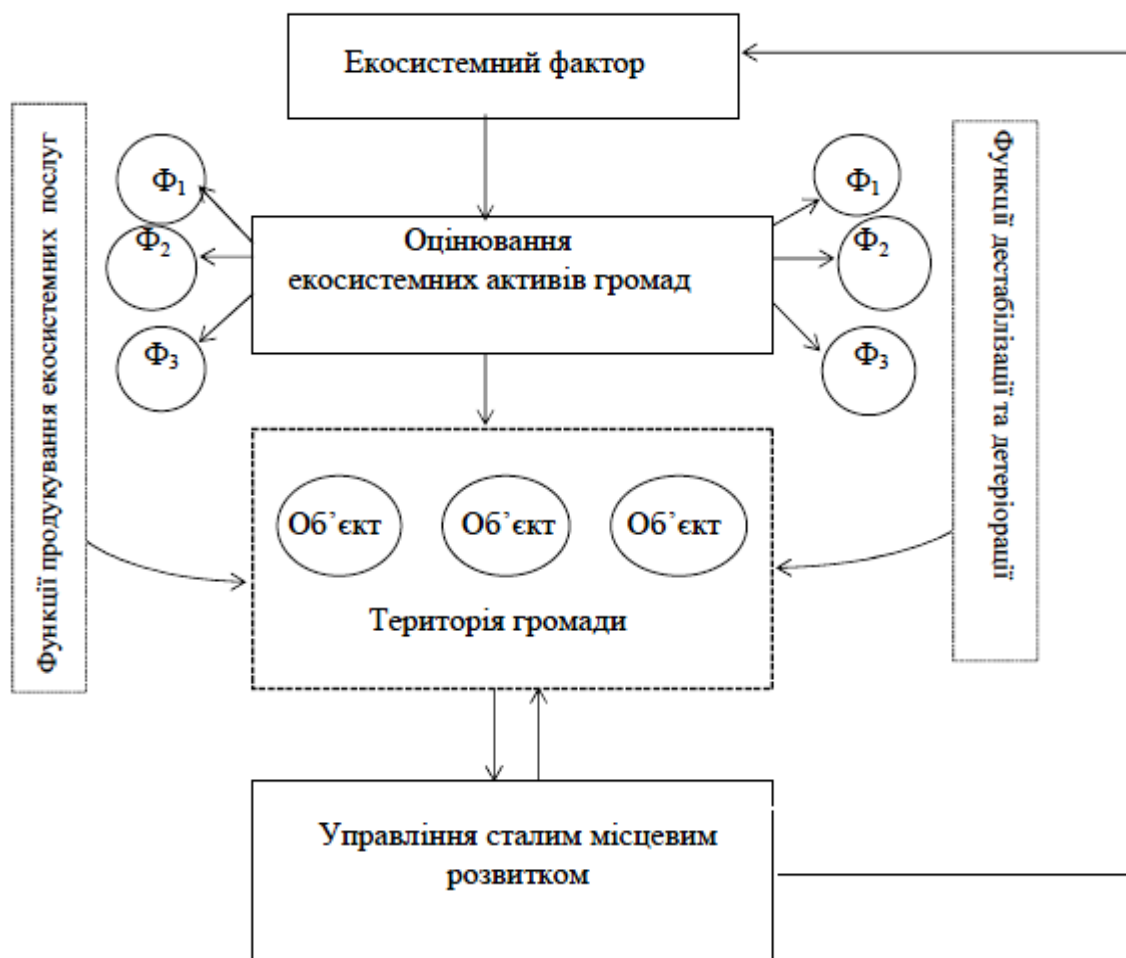 Екосистемний фактор
Функції продукування екосистемних послуг
Ф1
Ф2
Ф3
Оцінювання
екосистемних активів громад
Ф1
Ф2
Ф3
Функції дестабілізації та детеріорації
Об’єкт
Об’єкт
Об’єкт
Територія громади
Управління сталим місцевим
розвитком